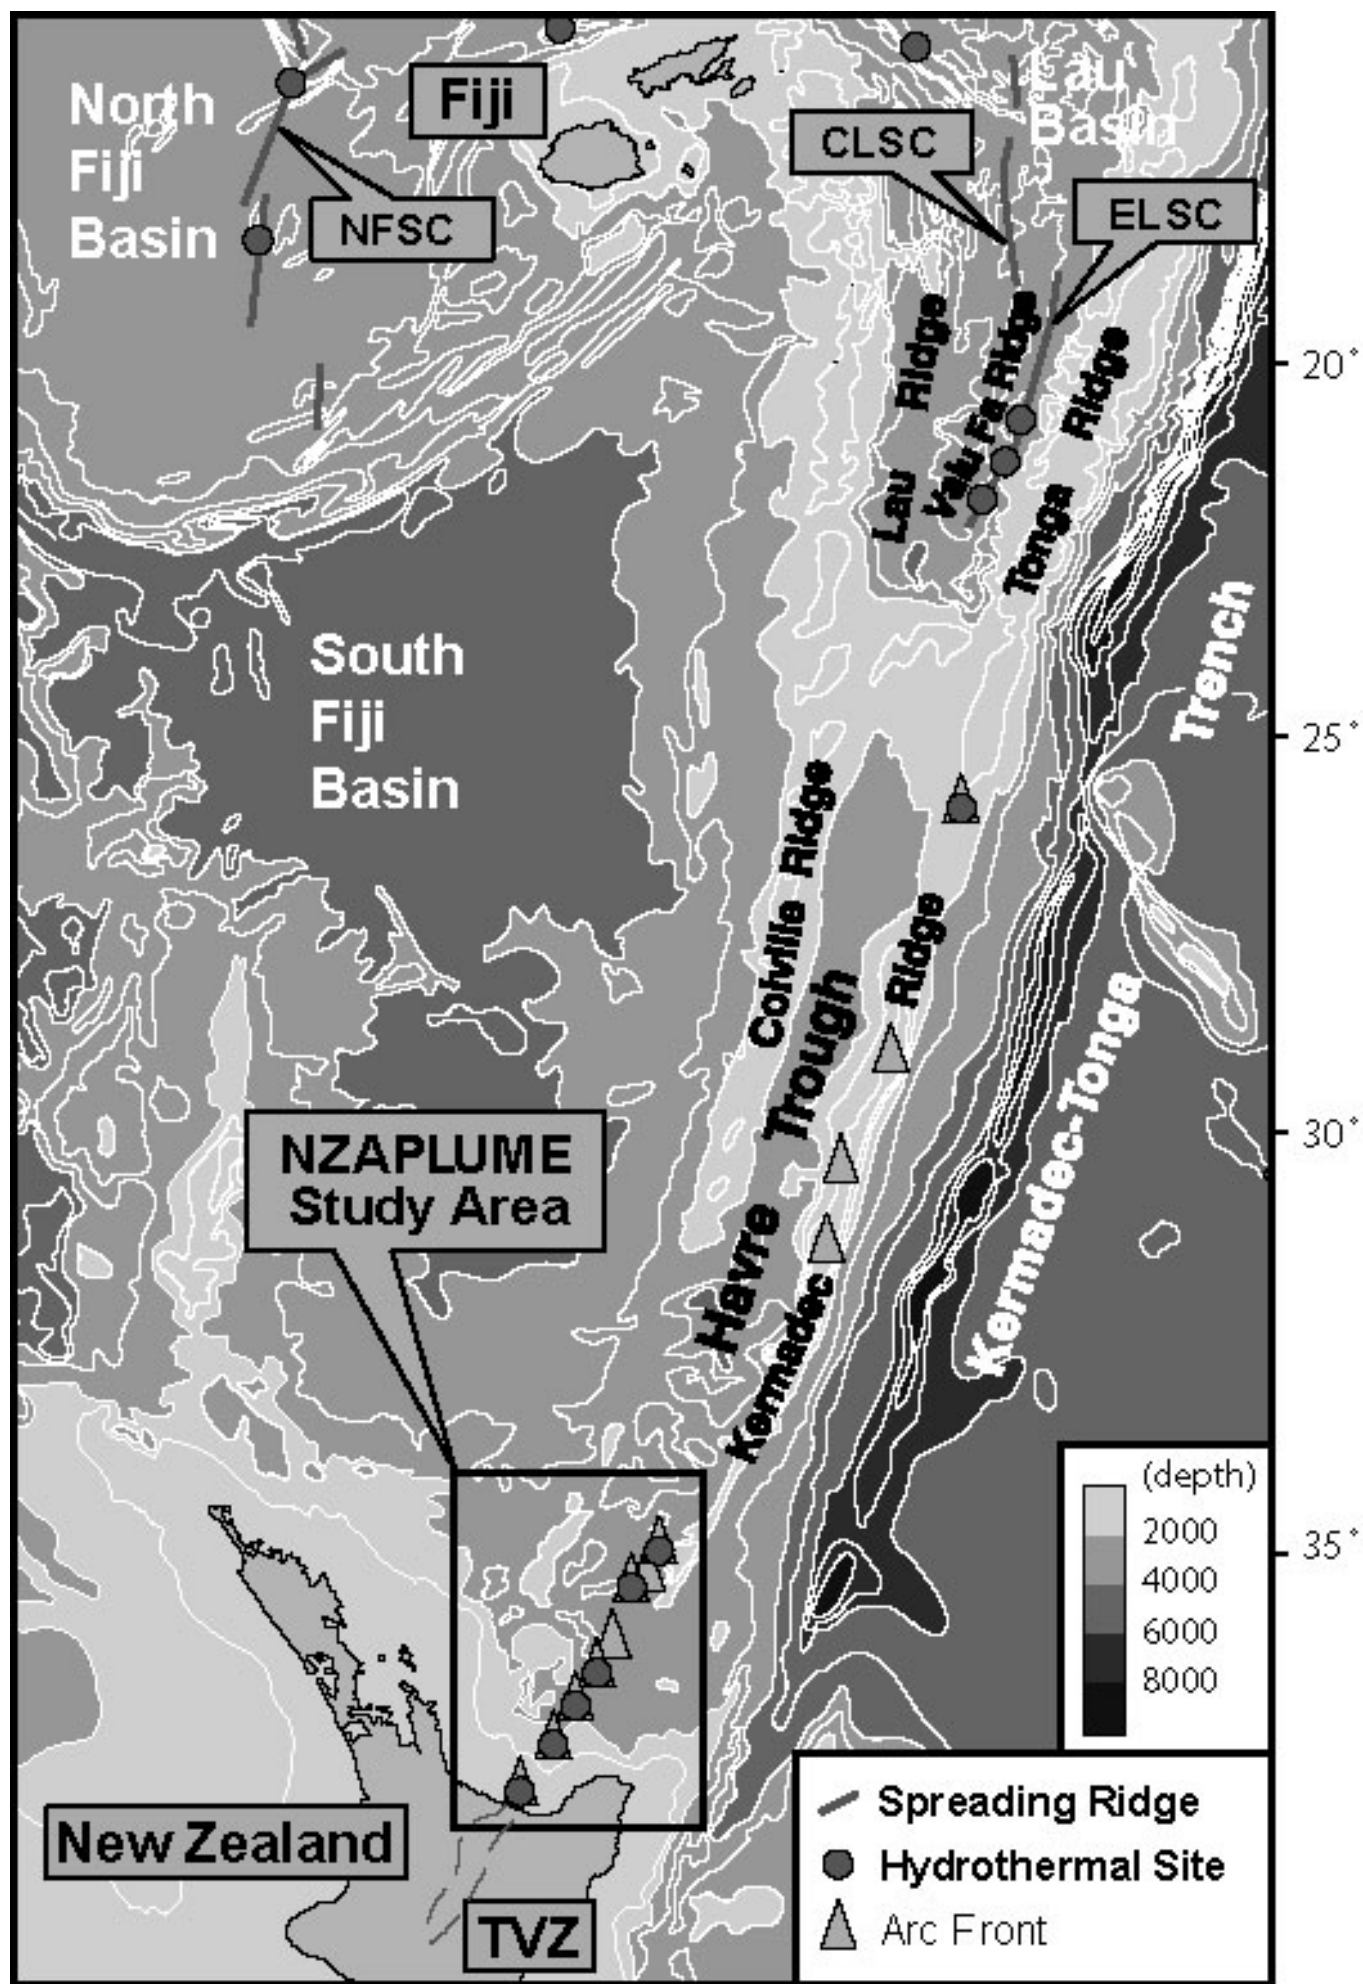 North
Fiji
Basin
Fiji
Lau
Basin
CLSC
ELSC
NFSC
20°
Lau Ridge
Valu Fa Ridge
Tonga Ridge
South
Fiji
Basin
Trench
25°
Colville Ridge
Havre Trough
Kermadec Ridge
Kermadec-Tonga
30°
NZAPLUME
Study Area
35°
(depth)
2000
4000
6000
8000
New Zealand
TVZ
Spreading Ridge
Hydrothermal Site
Arc Front